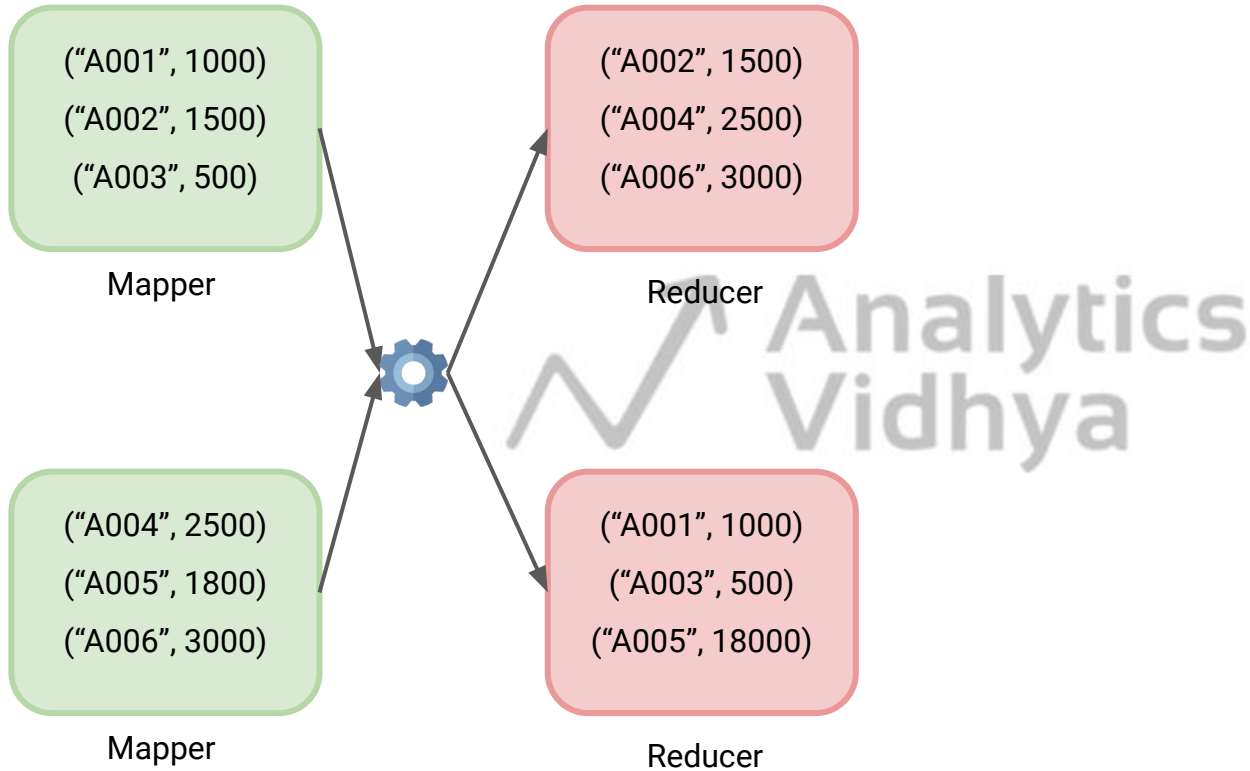 (“A001”, 1000)
(“A002”, 1500)
(“A003”, 500)
Mapper
(“A002”, 1500)
(“A004”, 2500)
(“A006”, 3000)
Reducer
Analytics
Vidhya
(“A004”, 2500)
(“A005”, 1800)
(“A006”, 3000)
Mapper
(“A001”, 1000)
(“A003”, 500)
(“A005”, 18000)
Reducer